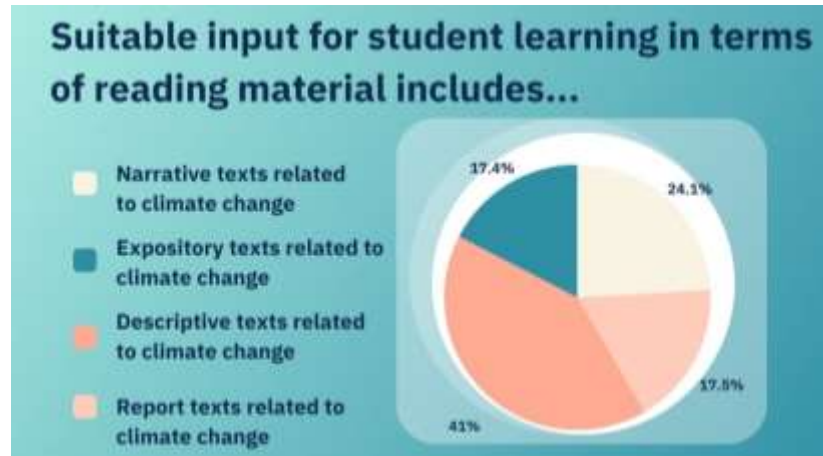 Suitable input for student learning in terms
of reading material includes...
Narrative texts related
to climate change
Expository texts related to
climate change
Descriptive texts related
to climate change
Report texts related to
climate change
17.4%
24.1%
17.5%
41%